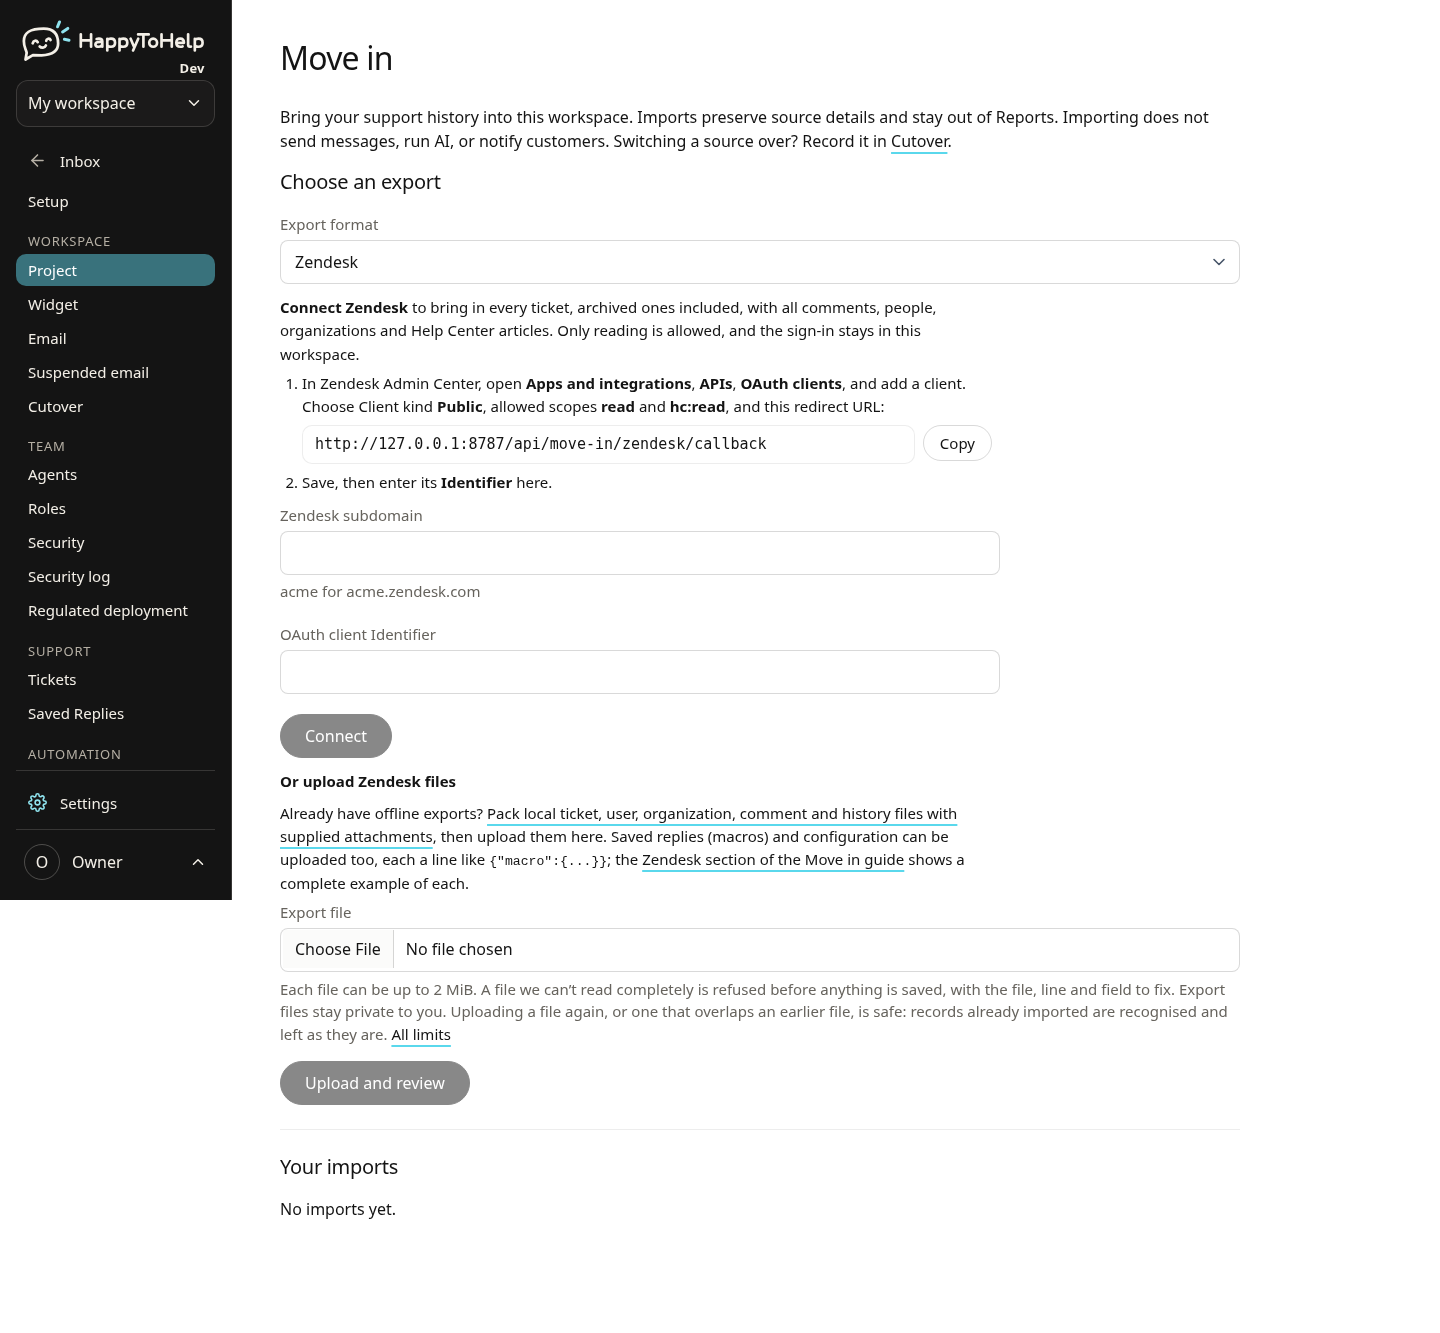 HappyToHelp
Dev
My workspace
Inbox
Setup
WORKSPACE
Project
Widget
Email
Suspended email
Cutover
TEAM
Agents
Roles
Security
Security log
Regulated deployment
SUPPORT
Tickets
Saved Replies
AUTOMATION
Settings
O Owner
Move in
Bring your support history into this workspace. Imports preserve source details and stay out of Reports. Importing does not
send messages, run AI, or notify customers. Switching a source over? Record it in Cutover.
Choose an export
Export format
Zendesk
Connect Zendesk to bring in every ticket, archived ones included, with all comments, people,
organizations and Help Center articles. Only reading is allowed, and the sign-in stays in this
workspace.
1. In Zendesk Admin Center, open Apps and integrations, APIs, OAuth clients, and add a client.
Choose Client kind Public, allowed scopes read and hc:read, and this redirect URL:
http://127.0.0.1:8787/api/move-in/zendesk/callback
Copy
2. Save, then enter its Identifier here.
Zendesk subdomain
acme for acme.zendesk.com
OAuth client Identifier
Connect
Or upload Zendesk files
Already have offline exports? Pack local ticket, user, organization, comment and history files with
supplied attachments, then upload them here. Saved replies (macros) and configuration can be
uploaded too, each a line like {"macro":{...}}; the Zendesk section of the Move in guide shows a
complete example of each.
Export file
Choose File No file chosen
Each file can be up to 2 MiB. A file we can’t read completely is refused before anything is saved, with the file, line and field to fix. Export
files stay private to you. Uploading a file again, or one that overlaps an earlier file, is safe: records already imported are recognised and
left as they are. All limits
Upload and review
Your imports
No imports yet.